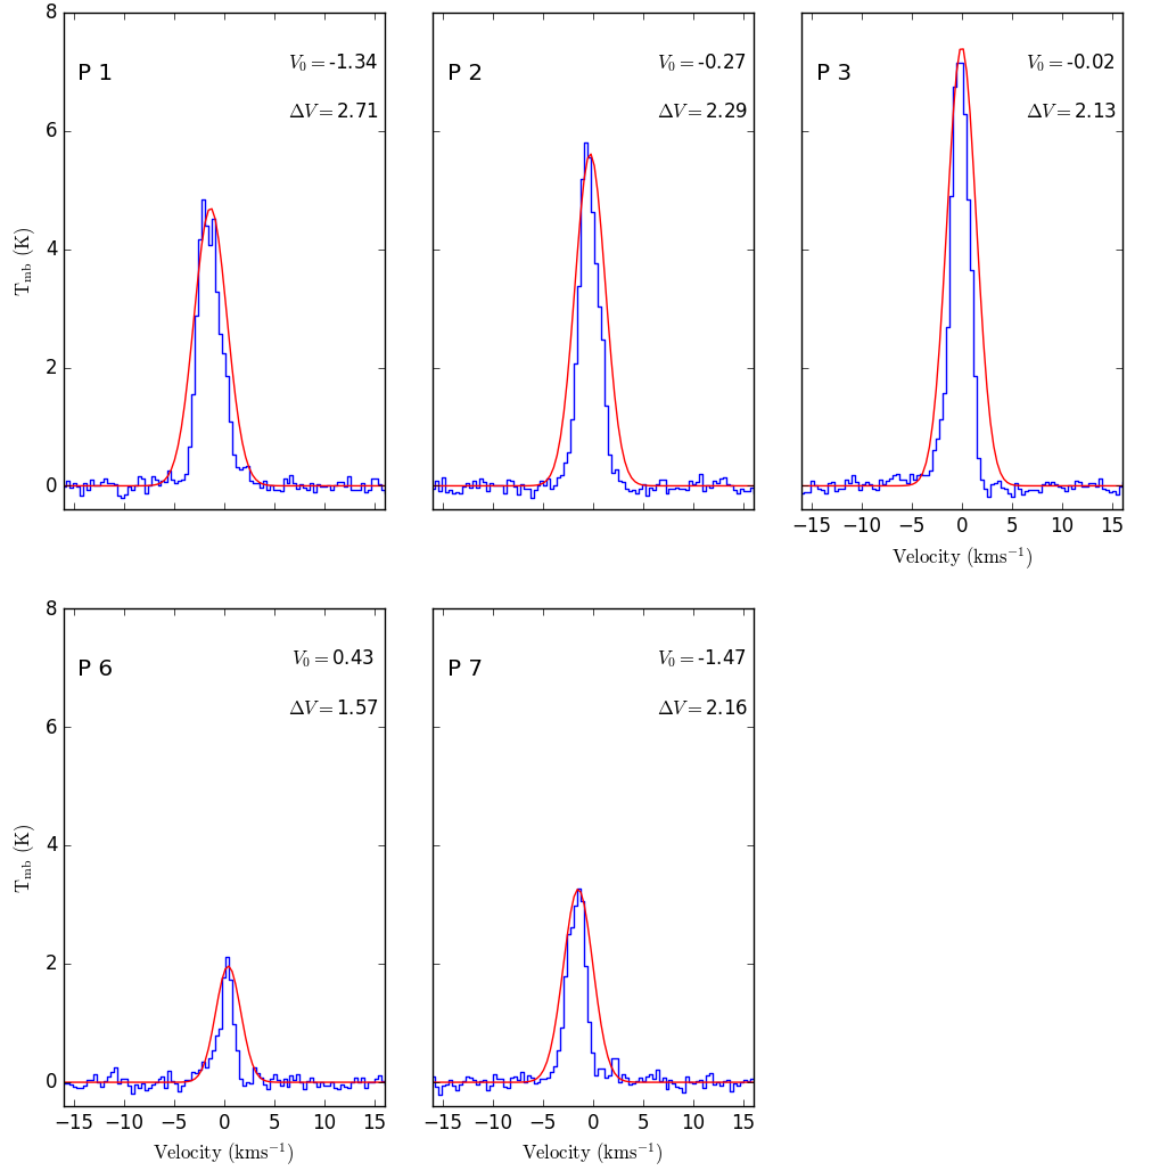 8
6
4
2
0
T_mb (K)
P 1
V₀ = -1.34
ΔV = 2.71
P 2
V₀ = -0.27
ΔV = 2.29
P 3
V₀ = -0.02
ΔV = 2.13
−15 −10 −5 0 5 10 15
Velocity (kms⁻¹)
8
6
4
2
0
T_mb (K)
P 6
V₀ = 0.43
ΔV = 1.57
−15 −10 −5 0 5 10 15
Velocity (kms⁻¹)
P 7
V₀ = -1.47
ΔV = 2.16
−15 −10 −5 0 5 10 15
Velocity (kms⁻¹)